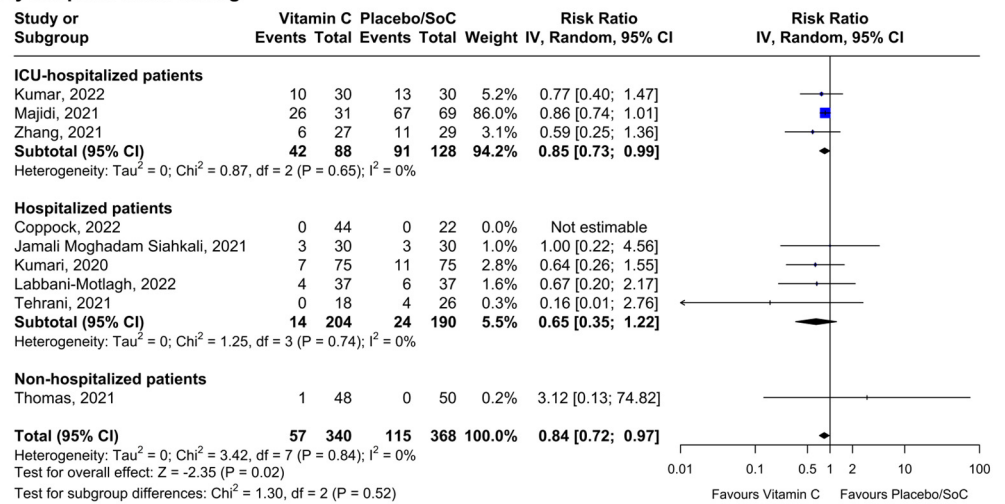 Study or Vitamin C Placebo/SoC Risk Ratio Risk Ratio
Subgroup Events Total Events Total Weight IV, Random, 95% CI IV, Random, 95% CI
ICU-hospitalized patients
Kumar, 2022 10 30 13 30 5.2% 0.77 [0.40; 1.47]
Majidi, 2021 26 31 67 69 86.0% 0.86 [0.74; 1.01]
Zhang, 2021 6 27 11 29 3.1% 0.59 [0.25; 1.36]
Subtotal (95% CI) 42 88 91 128 94.2% 0.85 [0.73; 0.99]
Heterogeneity: Tau² = 0; Chi² = 0.87, df = 2 (P = 0.65); I² = 0%
Hospitalized patients
Coppock, 2022 0 44 0 22 0.0% Not estimable
Jamali Moghadam Siahkali, 2021 3 30 3 30 1.0% 1.00 [0.22; 4.56]
Kumari, 2020 7 75 11 75 2.8% 0.64 [0.26; 1.55]
Labbani-Motlagh, 2022 4 37 6 37 1.6% 0.67 [0.20; 2.17]
Tehrani, 2021 0 18 4 26 0.3% 0.16 [0.01; 2.76]
Subtotal (95% CI) 14 204 24 190 5.5% 0.65 [0.35; 1.22]
Heterogeneity: Tau² = 0; Chi² = 1.25, df = 3 (P = 0.74); I² = 0%
Non-hospitalized patients
Thomas, 2021 1 48 0 50 0.2% 3.12 [0.13; 74.82]
Total (95% CI) 57 340 115 368 100.0% 0.84 [0.72; 0.97]
Heterogeneity: Tau² = 0; Chi² = 3.42, df = 7 (P = 0.84); I² = 0%
Test for overall effect: Z = -2.35 (P = 0.02)
Test for subgroup differences: Chi² = 1.30, df = 2 (P = 0.52)
0.01 0.1 0.5 1 2 10 100
Favours Vitamin C Favours Placebo/SoC